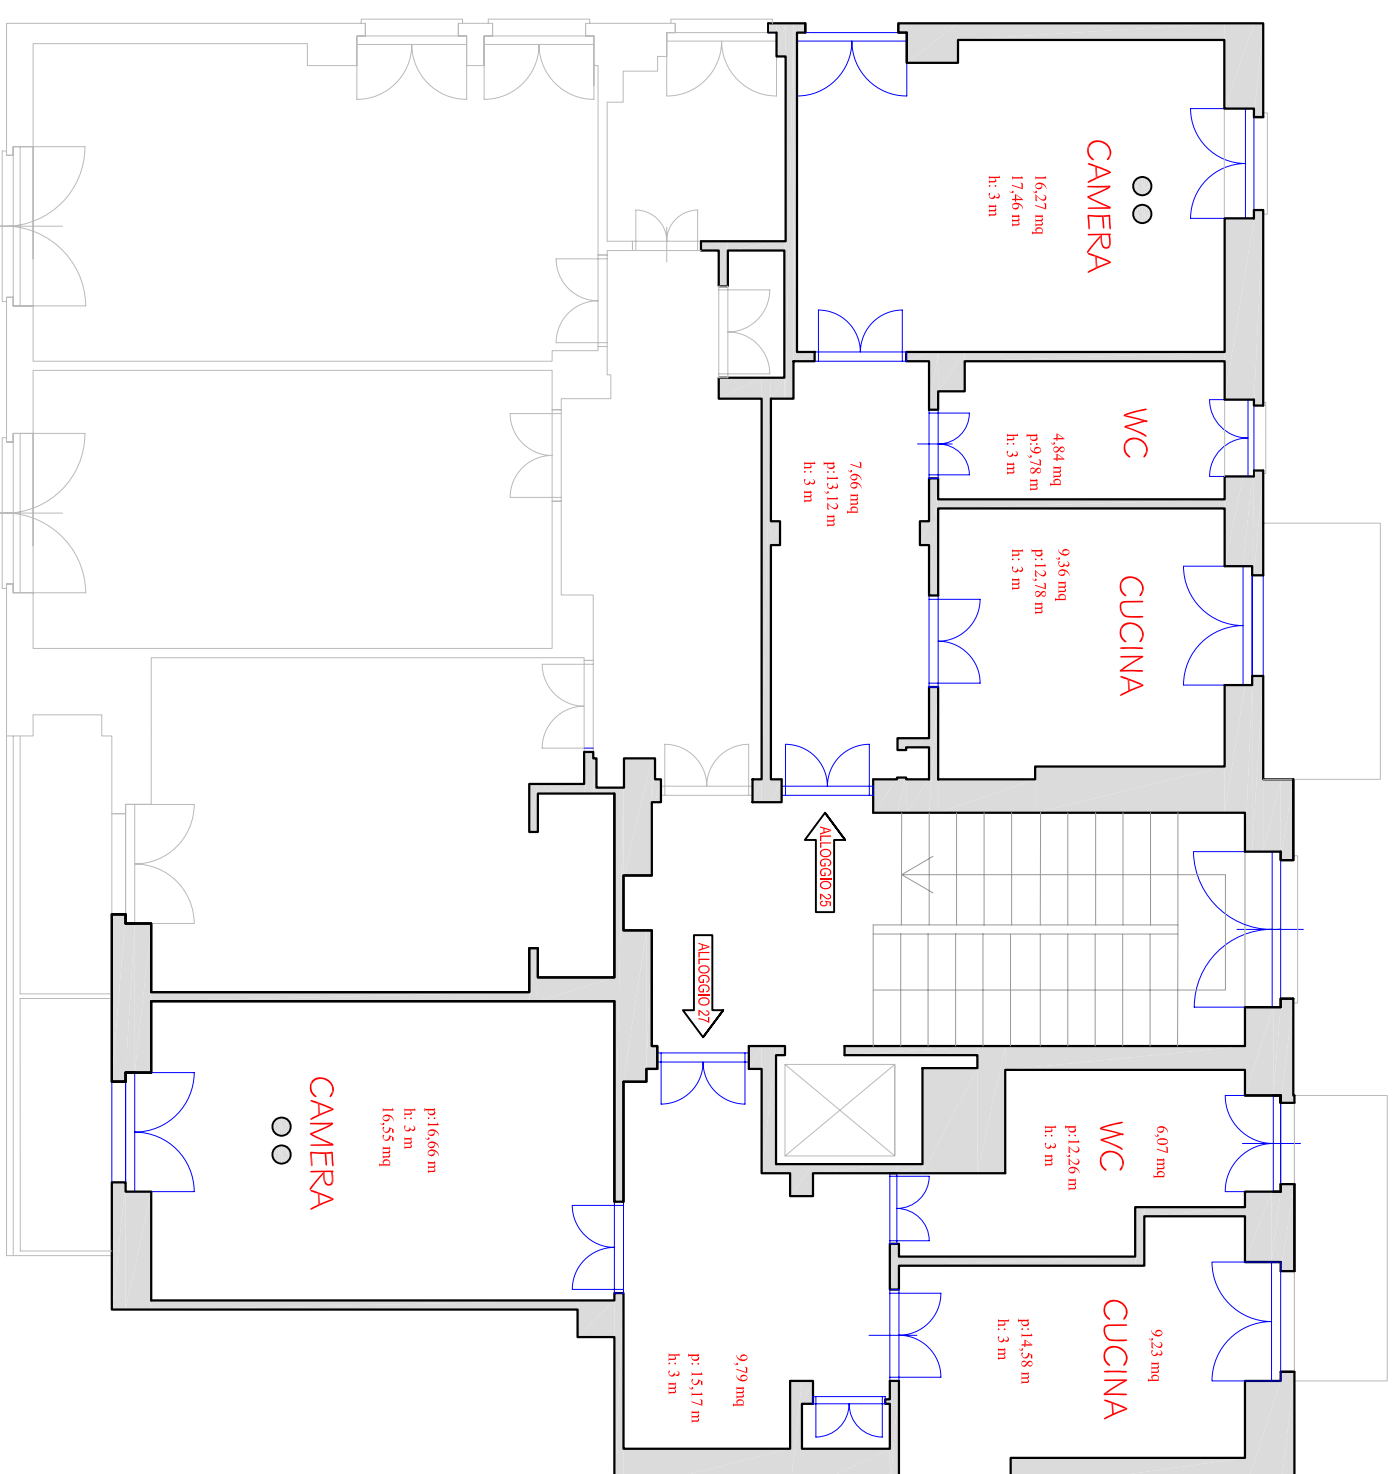 CAMERA
16,27 mq
17,46 m
h: 3 m
WC
4,84 mq
p:9,78 m
h: 3 m
7,66 mq
p:13,12 m
h: 3 m
CUCINA
9,36 mq
p:12,78 m
h: 3 m
ALLOGGIO 25
ALLOGGIO 27
CAMERA
p:16,66 m
h: 3 m
16,55 mq
6,07 mq
WC
p:12,26 m
h: 3 m
9,23 mq
CUCINA
p:14,58 m
h: 3 m
9,79 mq
p: 15,17 m
h: 3 m